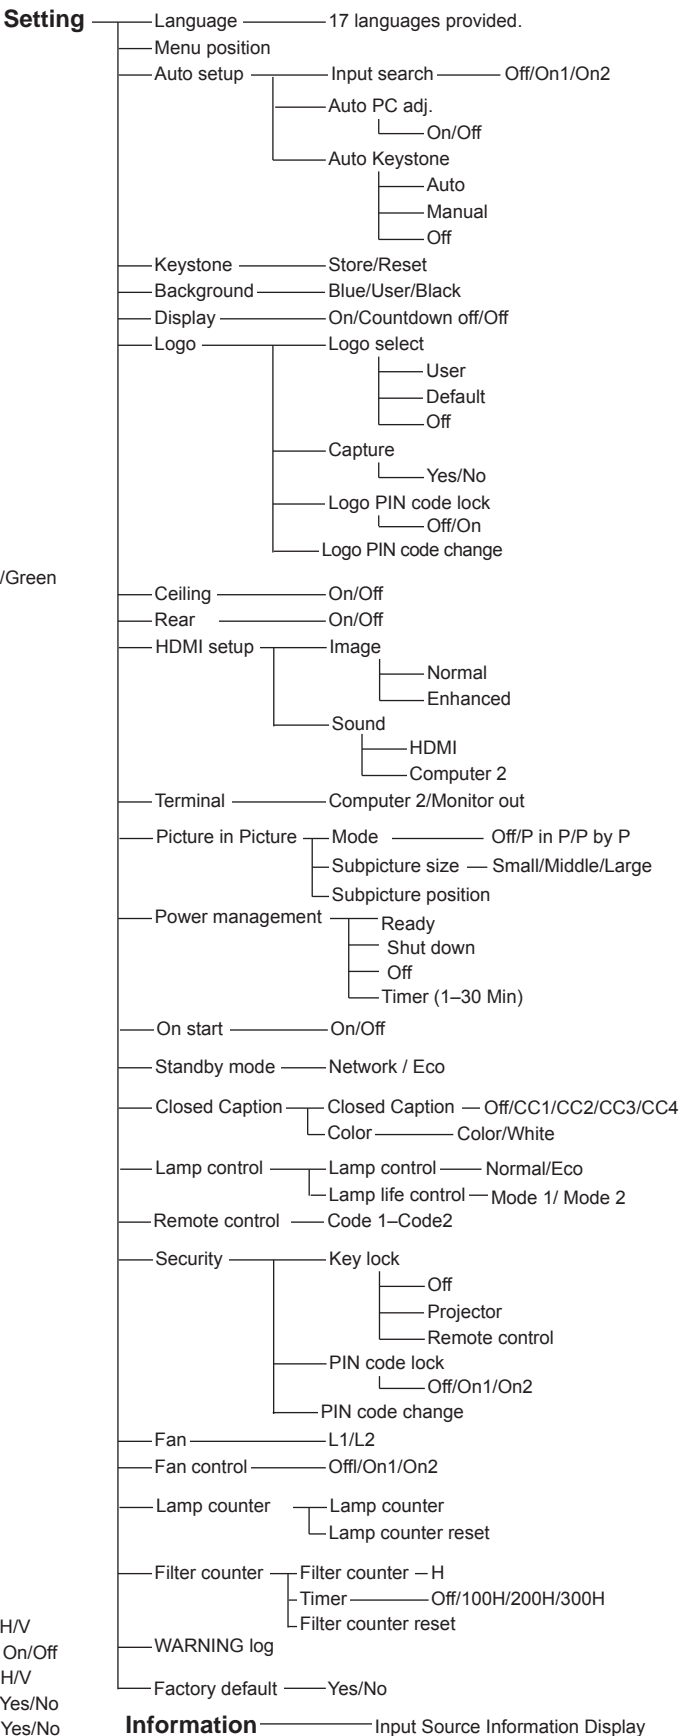 Setting Language 17 languages provided.
Menu position
Auto setup Input search Off/On1/On2
Auto PC adj.
On/Off
Auto Keystone
Auto
Manual
Off
Keystone Store/Reset
Background Blue/User/Black
Display On/Countdown off/Off
Logo Logo select
User
Default
Off
Capture
Yes/No
Logo PIN code lock
Off/On
Logo PIN code change
/Green
Ceiling On/Off
Rear On/Off
HDMI setup Image
Normal
Enhanced
Sound
HDMI
Computer 2
Terminal Computer 2/Monitor out
Picture in Picture Mode Off/P in P/P by P
Subpicture size Small/Middle/Large
Subpicture position
Power management Ready
Shut down
Off
Timer (1–30 Min)
On start On/Off
Standby mode Network / Eco
Closed Caption Closed Caption Off/CC1/CC2/CC3/CC4
Color Color/White
Lamp control Lamp control Normal/Eco
Lamp life control Mode 1/ Mode 2
Remote control Code 1–Code2
Security Key lock
Off
Projector
Remote control
PIN code lock
Off/On1/On2
PIN code change
Fan L1/L2
Fan control Offl/On1/On2
Lamp counter Lamp counter
Lamp counter reset
Filter counter Filter counter H
Timer Off/100H/200H/300H
Filter counter reset
H/V
WARNING log
On/Off
H/V
Factory default Yes/No
Yes/No
Yes/No
Information Input Source Information Display